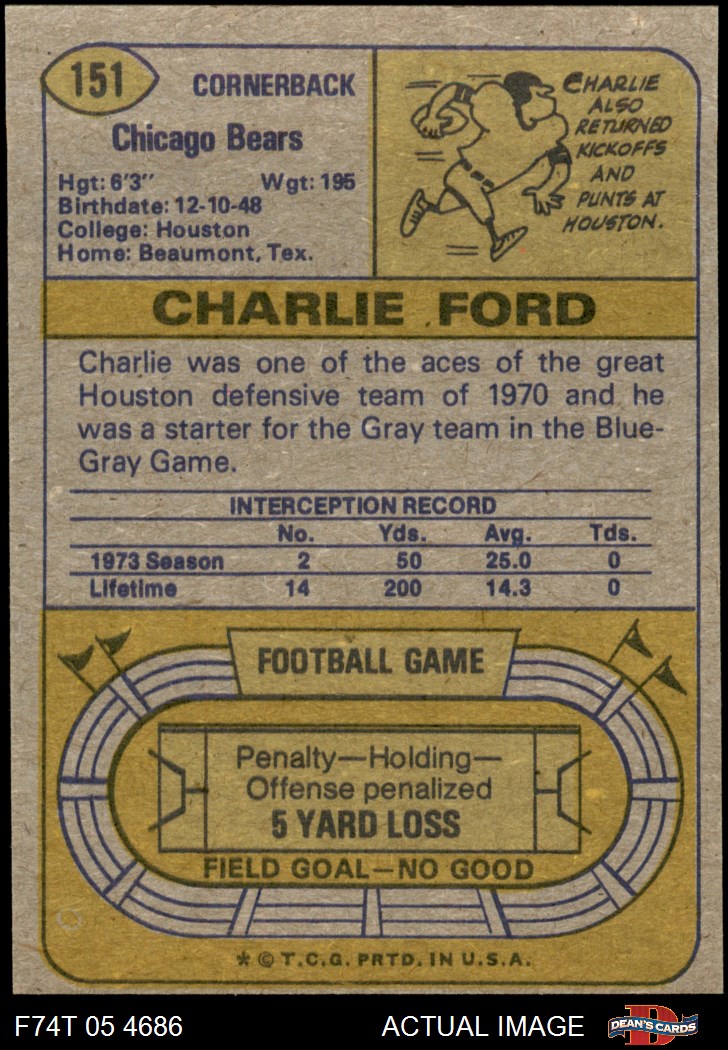 151
CORNERBACK
Chicago Bears
Hgt: 6'3" Wgt: 195
Birthdate: 12-10-48
College: Houston
Home: Beaumont, Tex.
CHARLIE
ALSO
RETURNED
KICKOFFS
AND
PUNTS AT
HOUSTON.
CHARLIE FORD
Charlie was one of the aces of the great
Houston defensive team of 1970 and he
was a starter for the Gray team in the Blue-
Gray Game.
INTERCEPTION RECORD
No. Yds. Avg. Tds.
1973 Season 2 50 25.0 0
Lifetime 14 200 14.3 0
FOOTBALL GAME
Penalty—Holding—
Offense penalized
5 YARD LOSS
FIELD GOAL—NO GOOD
* © T.C.G. PRTD. IN U.S.A.
F74T 05 4686 ACTUAL IMAGE D DEAN'S CARDS